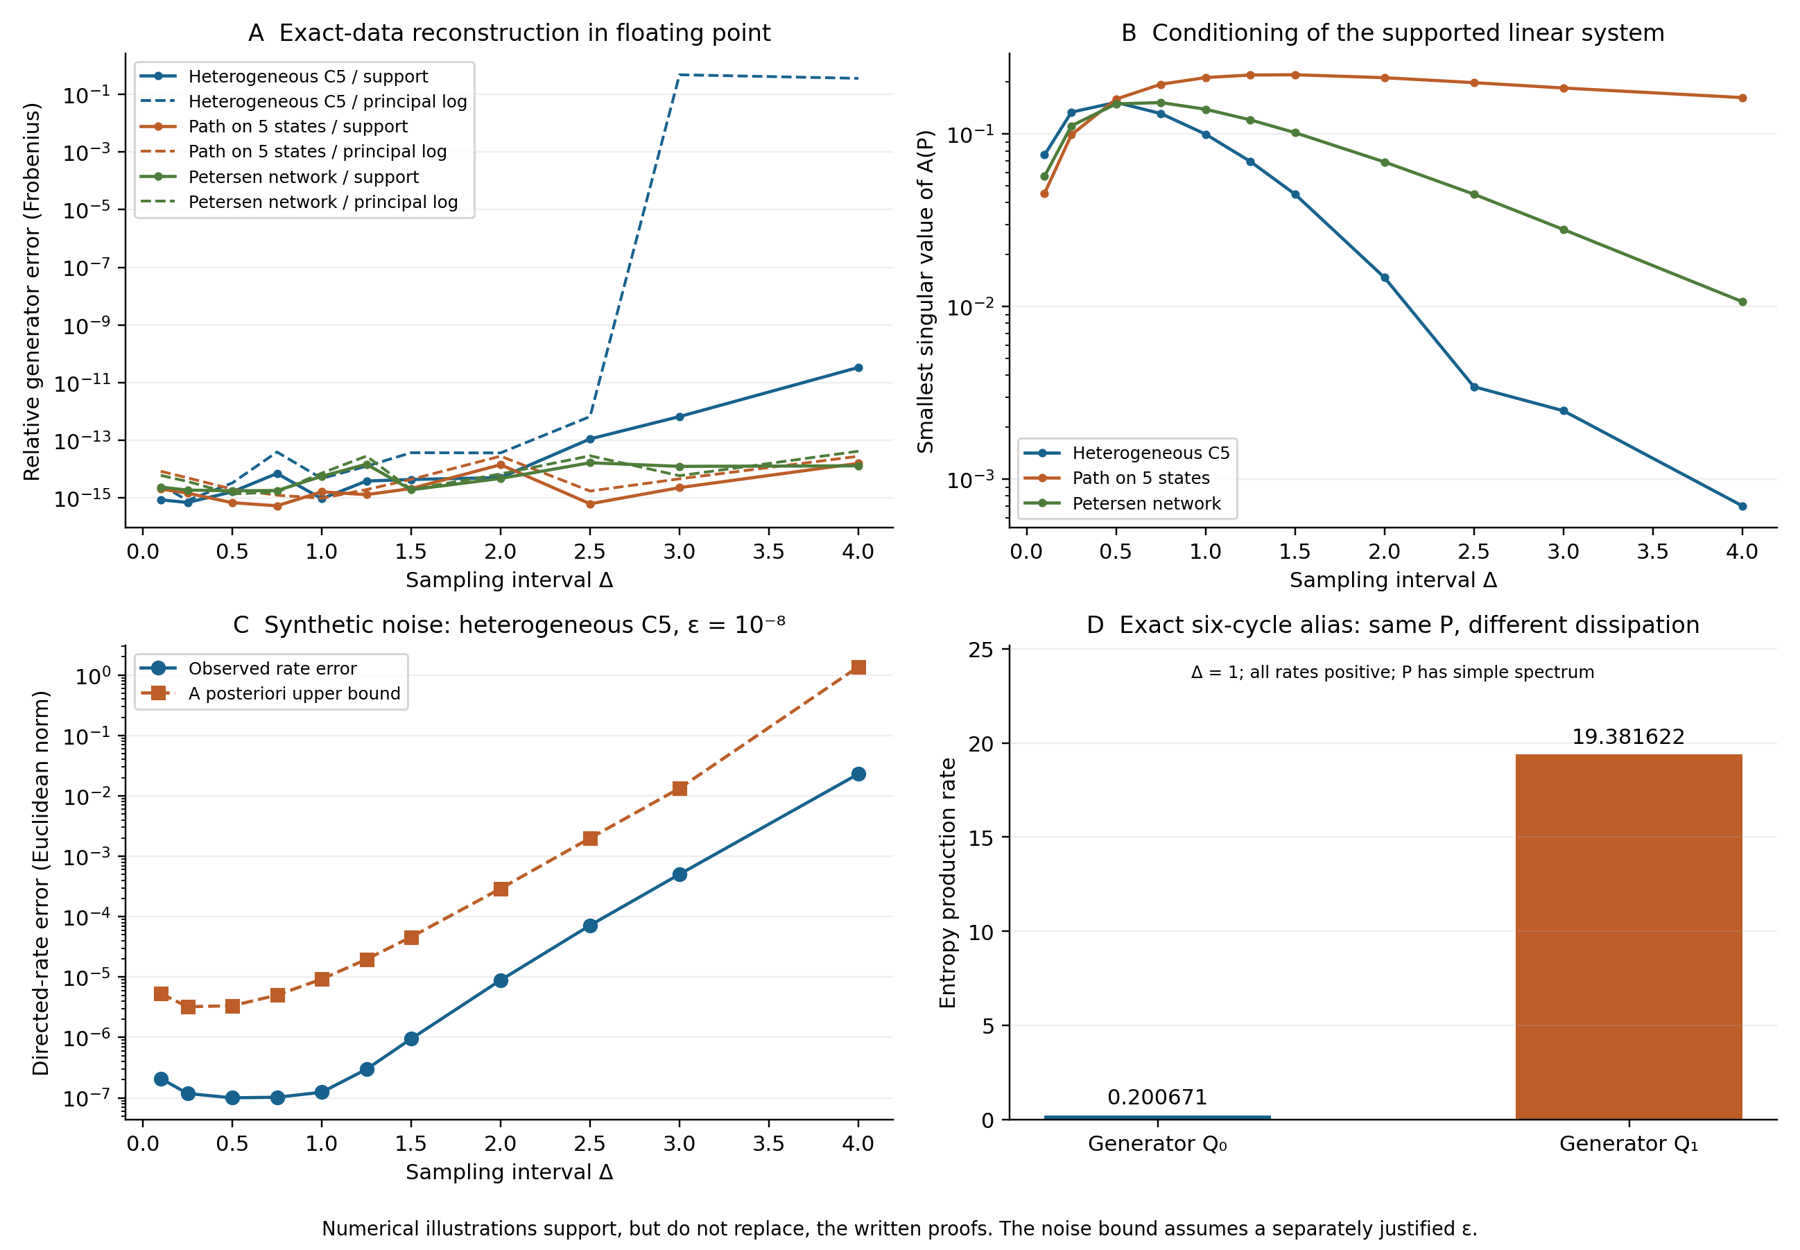 A  Exact-data reconstruction in floating point
Relative generator error (Frobenius)
10⁻¹
10⁻³
10⁻⁵
10⁻⁷
10⁻⁹
10⁻¹¹
10⁻¹³
10⁻¹⁵
Heterogeneous C5 / support
Heterogeneous C5 / principal log
Path on 5 states / support
Path on 5 states / principal log
Petersen network / support
Petersen network / principal log
0.0 0.5 1.0 1.5 2.0 2.5 3.0 3.5 4.0
Sampling interval Δ
B  Conditioning of the supported linear system
Smallest singular value of A(P)
10⁻¹
10⁻²
10⁻³
Heterogeneous C5
Path on 5 states
Petersen network
0.0 0.5 1.0 1.5 2.0 2.5 3.0 3.5 4.0
Sampling interval Δ
C  Synthetic noise: heterogeneous C5, ε = 10⁻⁸
Directed-rate error (Euclidean norm)
10⁰
10⁻¹
10⁻²
10⁻³
10⁻⁴
10⁻⁵
10⁻⁶
10⁻⁷
Observed rate error
A posteriori upper bound
0.0 0.5 1.0 1.5 2.0 2.5 3.0 3.5 4.0
Sampling interval Δ
D  Exact six-cycle alias: same P, different dissipation
Δ = 1; all rates positive; P has simple spectrum
Entropy production rate
25
20
15
10
5
0
19.381622
0.200671
Generator Q₀
Generator Q₁
Numerical illustrations support, but do not replace, the written proofs. The noise bound assumes a separately justified ε.